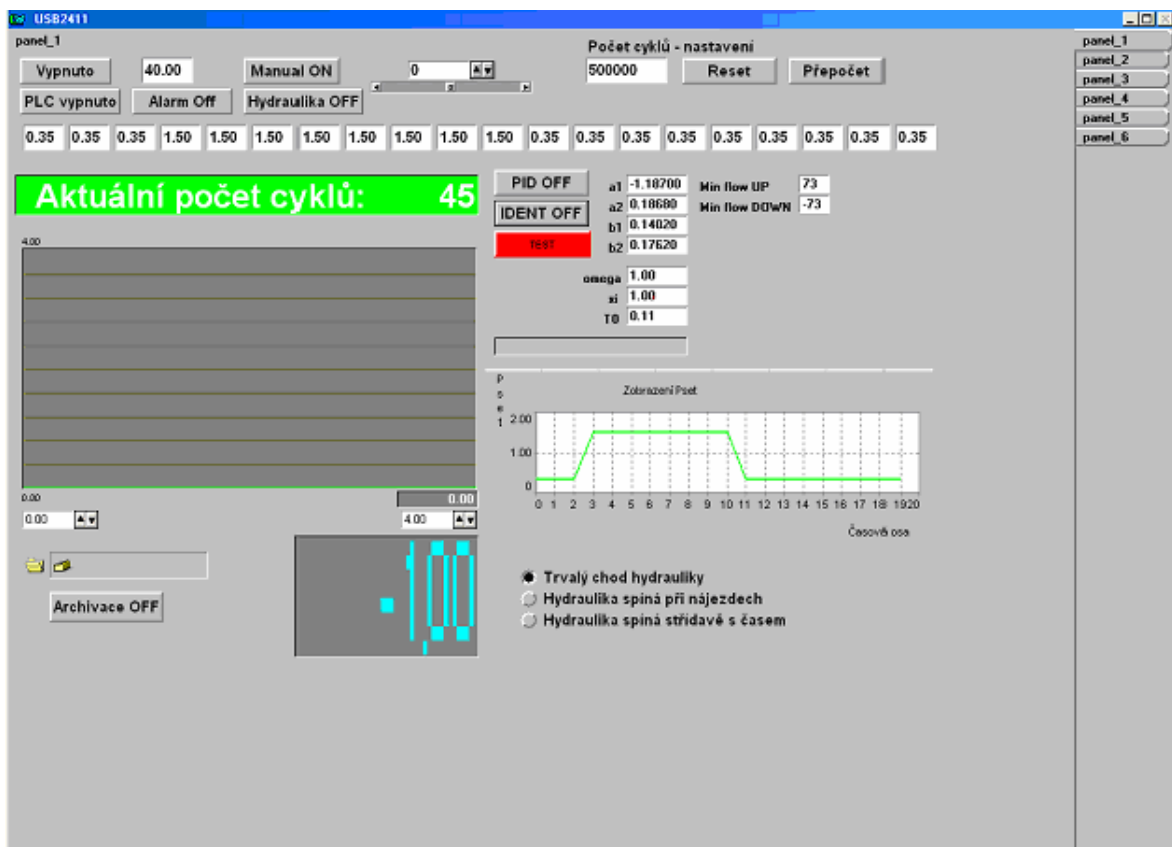 USB2411
panel_1
Počet cyklů - nastavení
Vypnuto 40.00 Manual ON 0 500000 Reset Přepočet
PLC vypnuto Alarm Off Hydraulika OFF
0.35 0.35 0.35 1.50 1.50 1.50 1.50 1.50 1.50 1.50 1.50 0.35 0.35 0.35 0.35 0.35 0.35 0.35 0.35 0.35
Aktuální počet cyklů: 45
PID OFF
IDENT OFF
TEST
a1 -1.18700
a2 0.18680
b1 0.14020
b2 0.17620
Min flow UP 73
Min flow DOWN -73
omega 1.00
xi 1.00
T0 0.11
4.00
0.00
0.00
0.00
4.00
Archivace OFF
Pset
Zobrazení Pset
2.00
1.00
0
0 1 2 3 4 5 6 7 8 9 10 11 12 13 14 15 16 17 18 19 20
Časová osa
Trvalý chod hydrauliky
Hydraulika spíná při nájezdech
Hydraulika spíná střídavě s časem
panel_1
panel_2
panel_3
panel_4
panel_5
panel_6